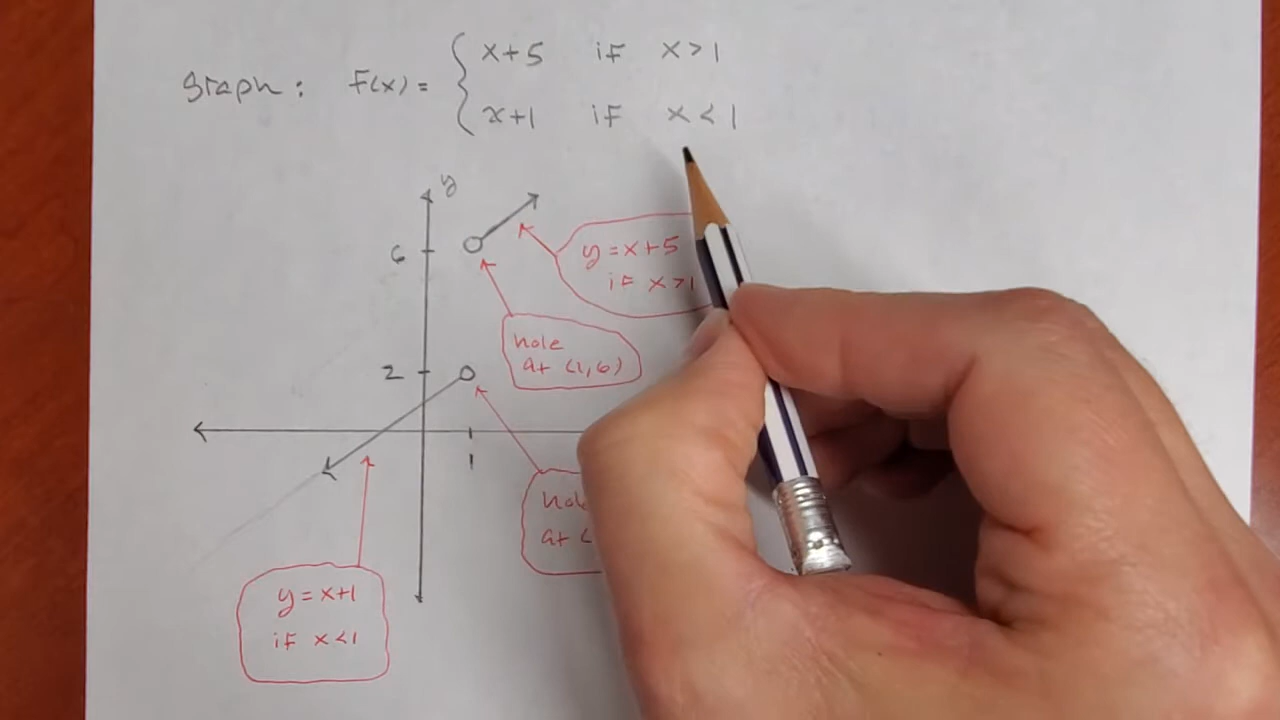 Graph: F(x) = { x+5 if x>1
x+1 if x<1
y
6
y=x+5
if x>1
hole
at (1,6)
2
1
at (
y=x+1
if x<1